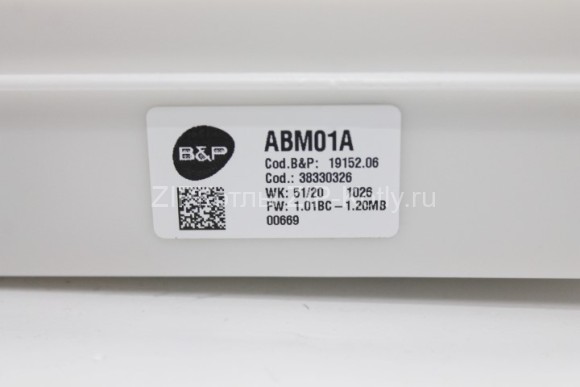 B&P
ABM01A
Cod.B&P: 19152.06
Cod.: 38330326
WK: 51/20 1026
FW: 1.01BC-1.20MB
00669